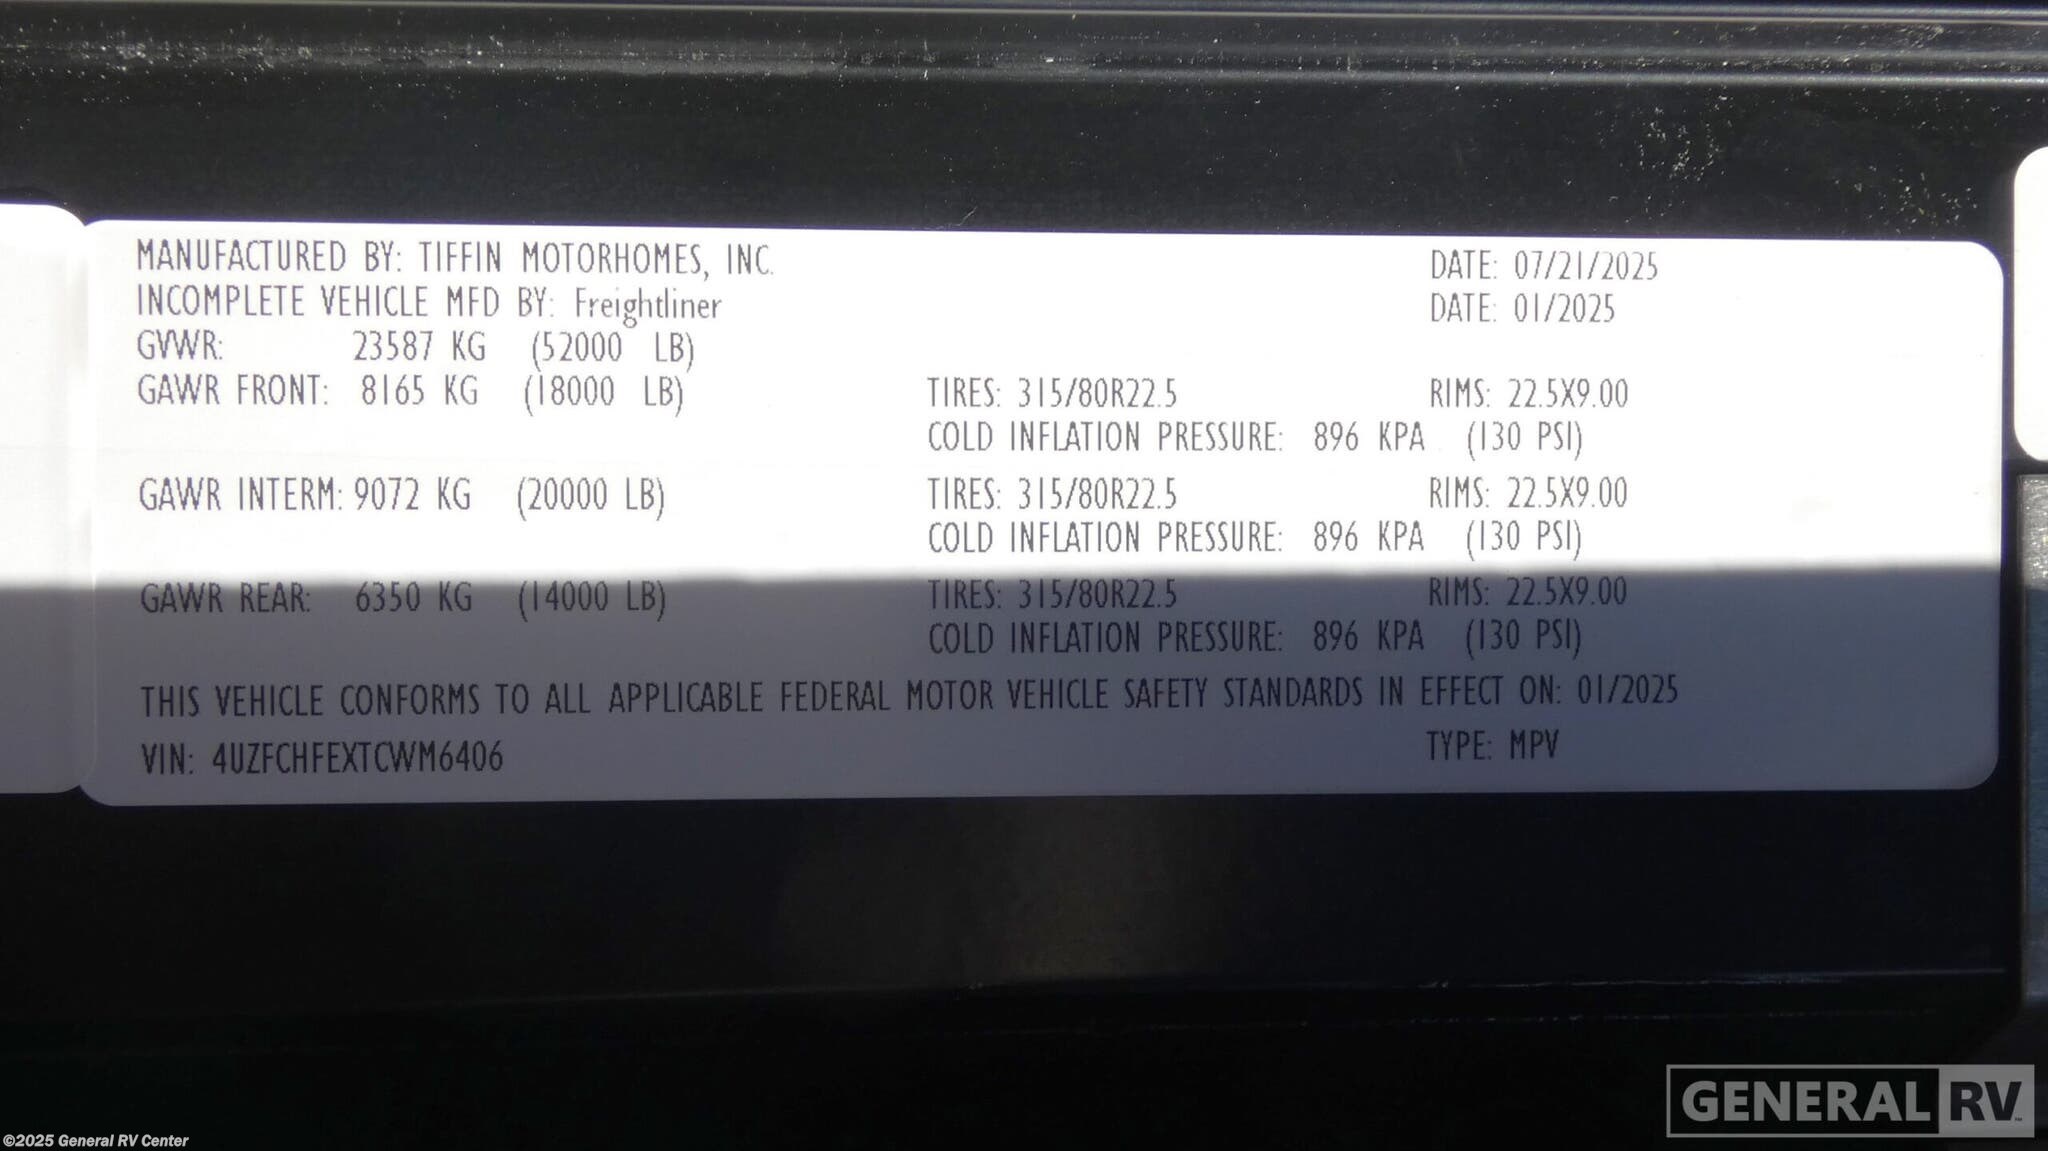 MANUFACTURED BY: TIFFIN MOTORHOMES, INC. DATE: 07/21/2025
INCOMPLETE VEHICLE MFD BY: Freightliner DATE: 01/2025
GVWR: 23587 KG (52000 LB)
GAWR FRONT: 8165 KG (18000 LB) TIRES: 315/80R22.5 RIMS: 22.5X9.00
COLD INFLATION PRESSURE: 896 KPA (130 PSI)
GAWR INTERM: 9072 KG (20000 LB) TIRES: 315/80R22.5 RIMS: 22.5X9.00
COLD INFLATION PRESSURE: 896 KPA (130 PSI)
GAWR REAR: 6350 KG (14000 LB) TIRES: 315/80R22.5 RIMS: 22.5X9.00
COLD INFLATION PRESSURE: 896 KPA (130 PSI)
THIS VEHICLE CONFORMS TO ALL APPLICABLE FEDERAL MOTOR VEHICLE SAFETY STANDARDS IN EFFECT ON: 01/2025
VIN: 4UZFCHFEXTCWM6406 TYPE: MPV
GENERAL RV
©2025 General RV Center